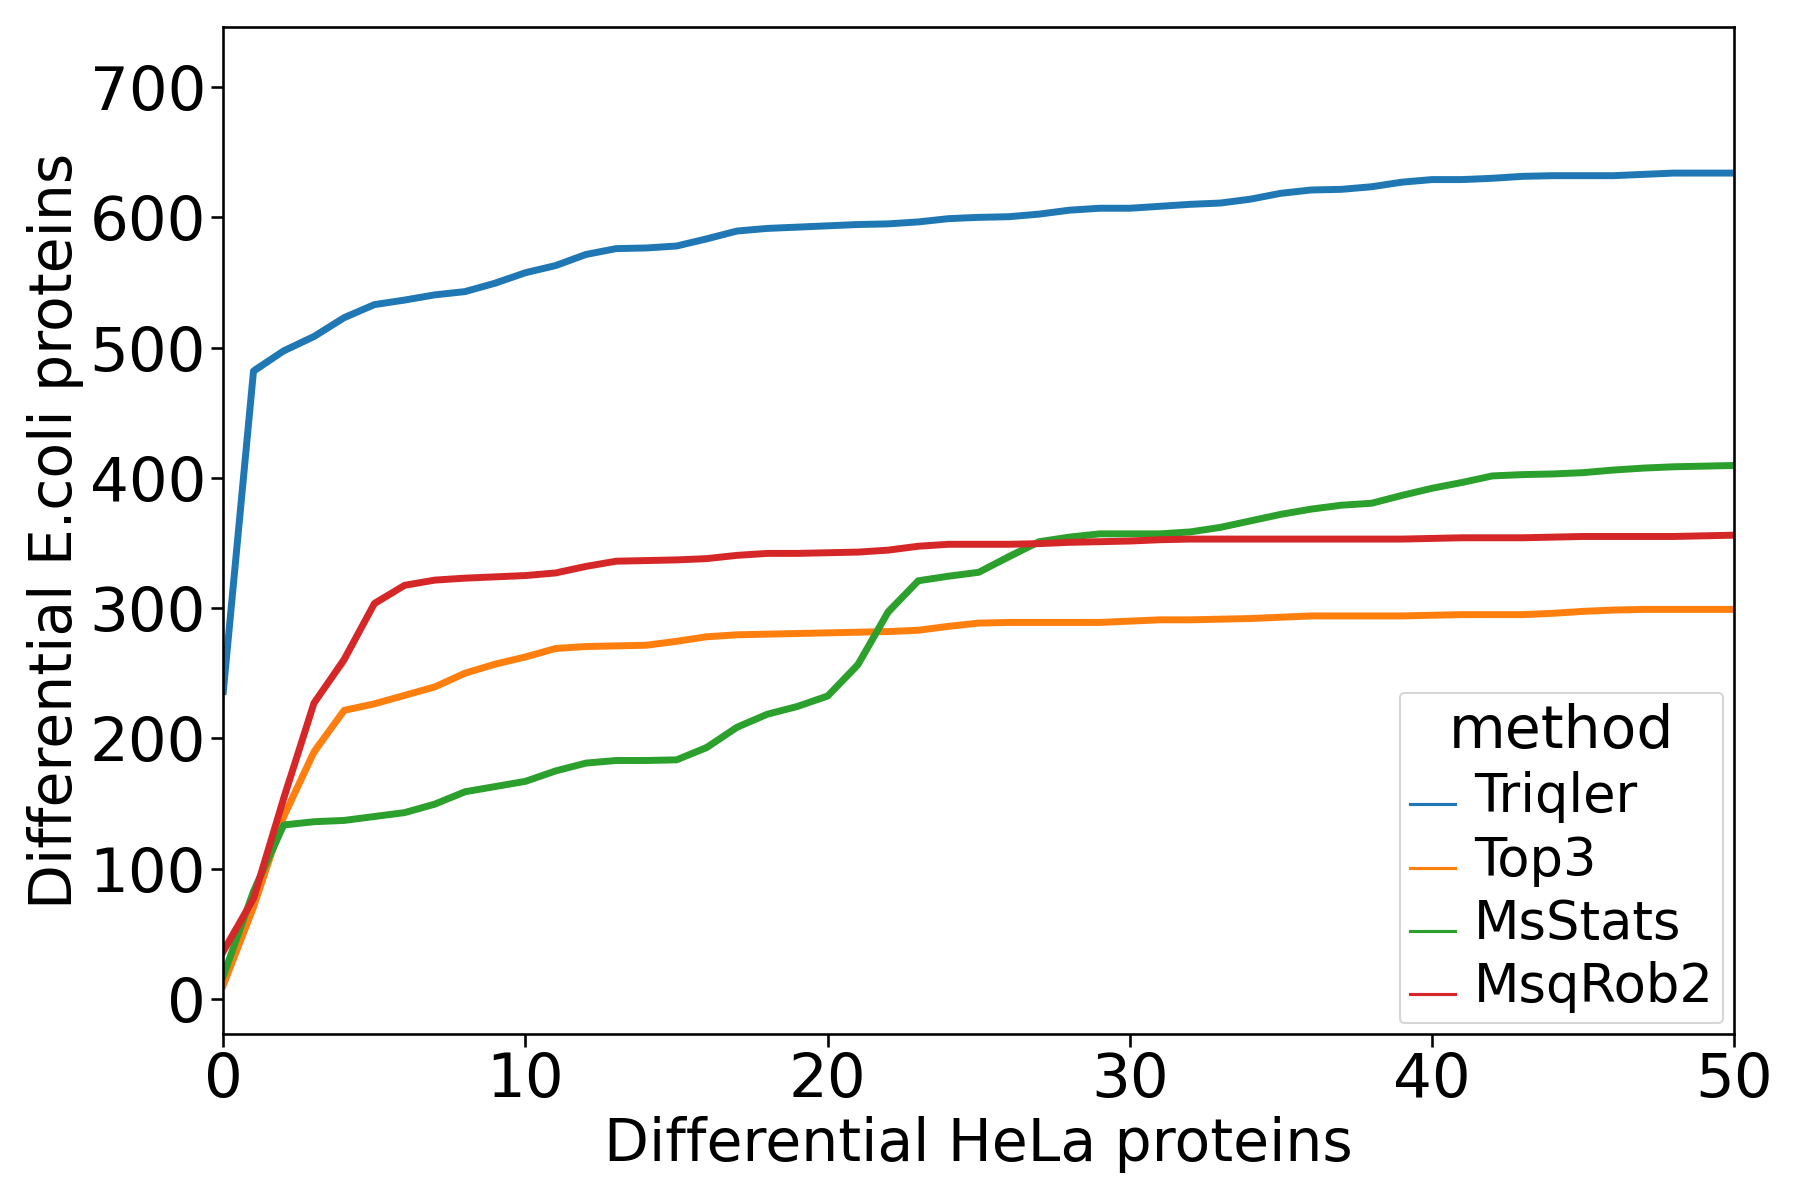 Differential E.coli proteins
700
600
500
400
300
200
100
0
0 10 20 30 40 50
Differential HeLa proteins
method
Triqler
Top3
MsStats
MsqRob2